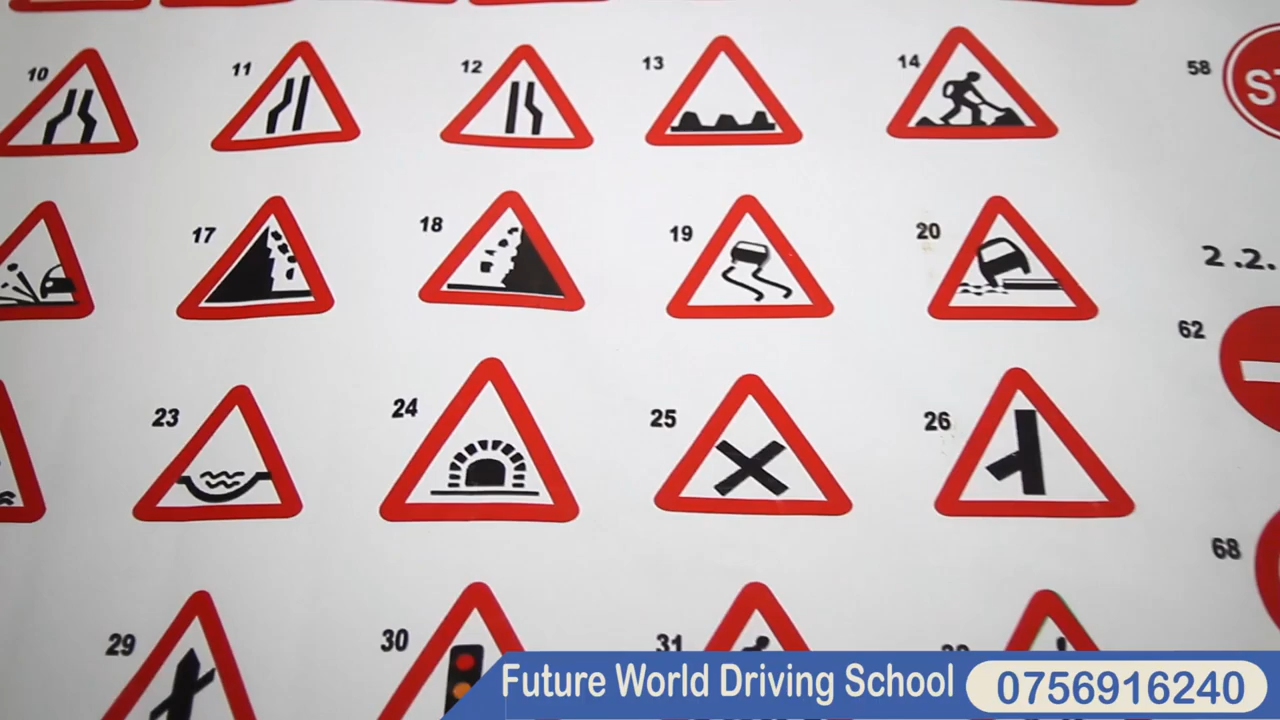 10 11 12 13 14 58
ST
17 18 19 20 2.2.
62
23 24 25 26
68
29 30 31
Future World Driving School 0756916240